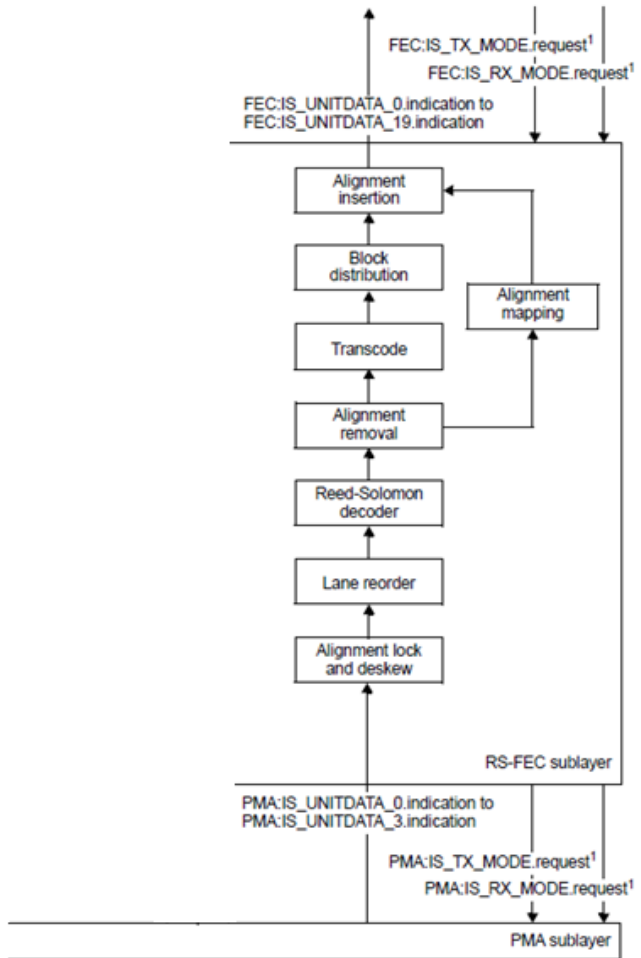 FEC:IS_TX_MODE.request¹
FEC:IS_RX_MODE.request¹
FEC:IS_UNITDATA_0.indication to
FEC:IS_UNITDATA_19.indication
Alignment
insertion
Block
distribution
Alignment
mapping
Transcode
Alignment
removal
Reed-Solomon
decoder
Lane reorder
Alignment lock
and deskew
RS-FEC sublayer
PMA:IS_UNITDATA_0.indication to
PMA:IS_UNITDATA_3.indication
PMA:IS_TX_MODE.request¹
PMA:IS_RX_MODE.request¹
PMA sublayer